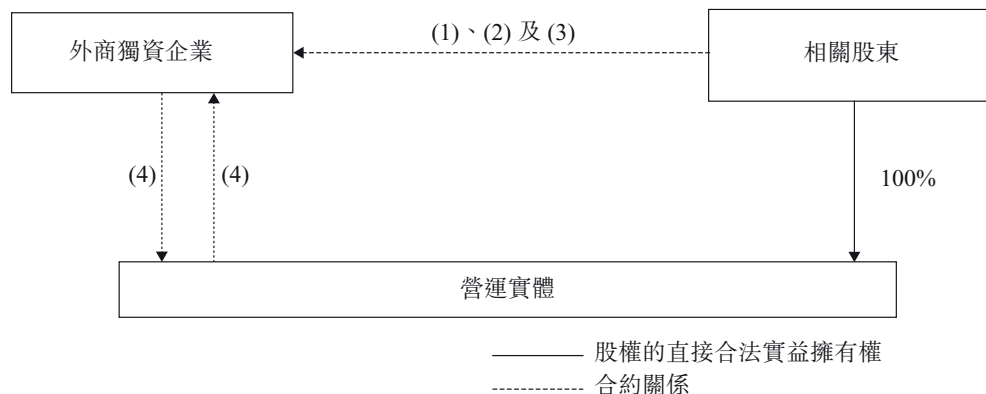 (1)、(2) 及 (3)
外商獨資企業
相關股東
(4)
(4)
100%
營運實體
股權的直接合法實益擁有權
合約關係